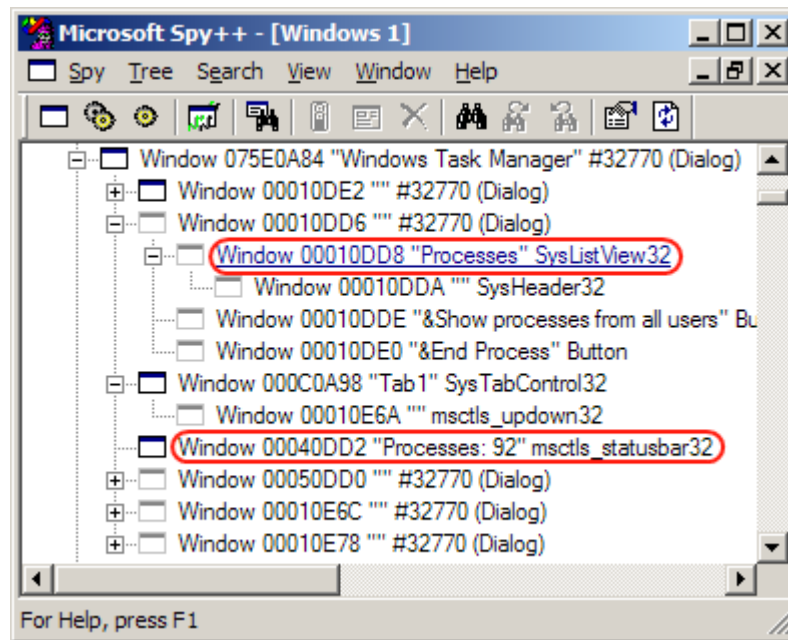 Microsoft Spy++ - [Windows 1]
Spy Tree Search View Window Help
Window 075E0A84 "Windows Task Manager" #32770 (Dialog)
Window 00010DE2 "" #32770 (Dialog)
Window 00010DD6 "" #32770 (Dialog)
Window 00010DD8 "Processes" SysListView32
Window 00010DDA "" SysHeader32
Window 00010DDE "&Show processes from all users" Bu
Window 00010DE0 "&End Process" Button
Window 000C0A98 "Tab1" SysTabControl32
Window 00010E6A "" msctls_updown32
Window 00040DD2 "Processes: 92" msctls_statusbar32
Window 00050DD0 "" #32770 (Dialog)
Window 00010E6C "" #32770 (Dialog)
Window 00010E78 "" #32770 (Dialog)
For Help, press F1